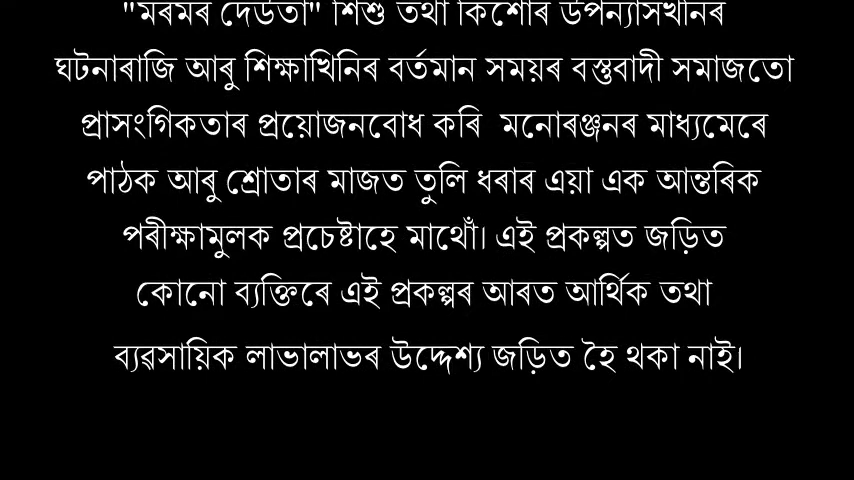 "মৰমৰ দেউতা" শিশু তথা কিশোৰ উপন্যাসখনিৰ
ঘটনাৰাজি আৰু শিক্ষাখিনিৰ বৰ্তমান সময়ৰ বস্তুবাদী সমাজতো
প্ৰাসংগিকতাৰ প্ৰয়োজনবোধ কৰি মনোৰঞ্জনৰ মাধ্যমেৰে
পাঠক আৰু শ্ৰোতাৰ মাজত তুলি ধৰাৰ এয়া এক আন্তৰিক
পৰীক্ষামুলক প্ৰচেষ্টাহে মাথোঁ। এই প্ৰকল্পত জড়িত
কোনো ব্যক্তিৰে এই প্ৰকল্পৰ আৰত আৰ্থিক তথা
ব্যৱসায়িক লাভালাভৰ উদ্দেশ্য জড়িত হৈ থকা নাই।